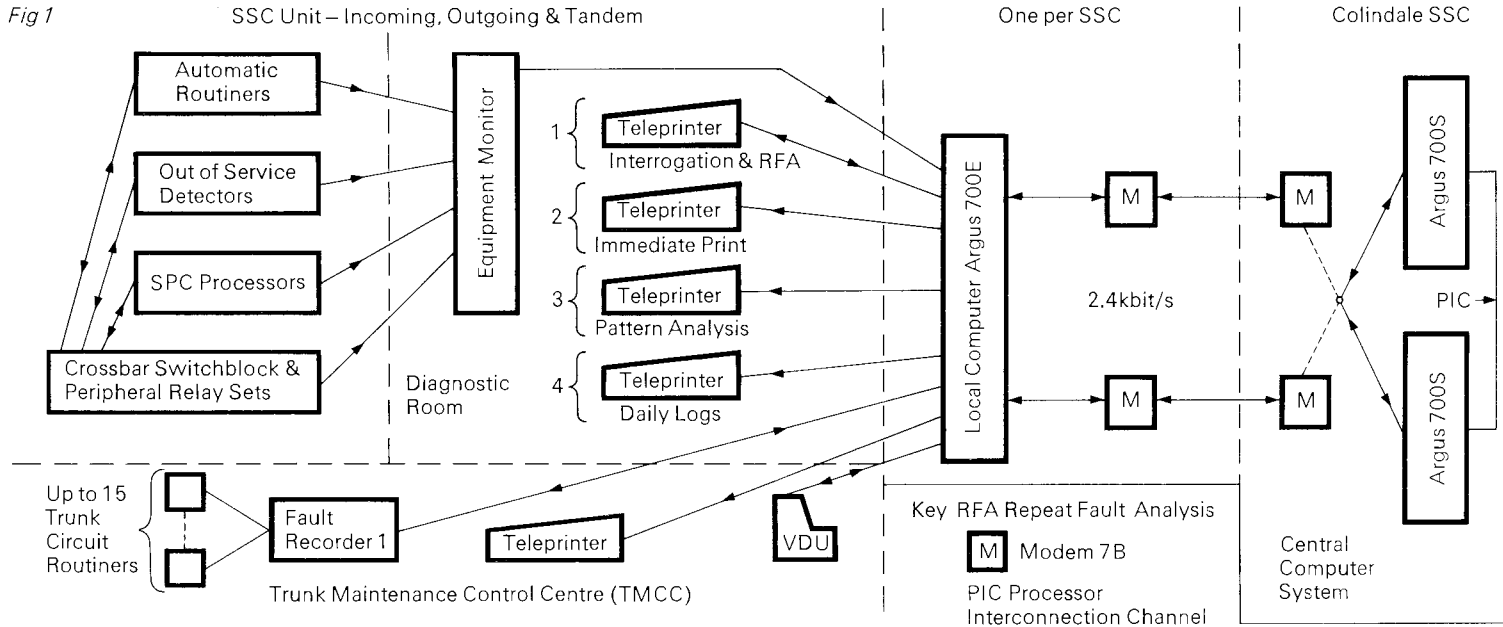 Fig 1
SSC Unit – Incoming, Outgoing & Tandem
One per SSC
Colindale SSC
Automatic
Routiners
Out of Service
Detectors
SPC Processors
Crossbar Switchblock &
Peripheral Relay Sets
Equipment Monitor
Diagnostic
Room
1
Teleprinter
Interrogation & RFA
2
Teleprinter
Immediate Print
3
Teleprinter
Pattern Analysis
4
Teleprinter
Daily Logs
Local Computer Argus 700E
M
M
2.4kbit/s
M
M
Argus 700S
PIC
Argus 700S
Up to 15
Trunk
Circuit
Routiners
Fault
Recorder 1
Teleprinter
VDU
Trunk Maintenance Control Centre (TMCC)
Key RFA Repeat Fault Analysis
M Modem 7B
PIC Processor
Interconnection Channel
Central
Computer
System